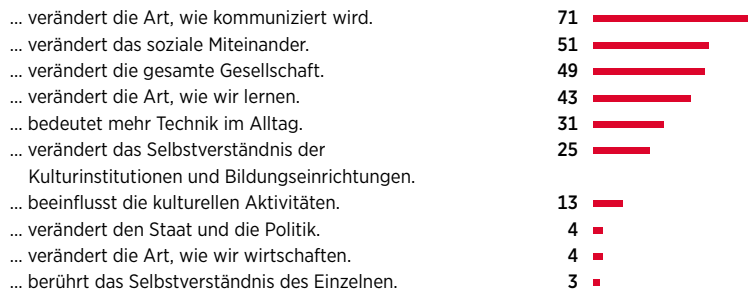 ... verändert die Art, wie kommuniziert wird. 71
... verändert das soziale Miteinander. 51
... verändert die gesamte Gesellschaft. 49
... verändert die Art, wie wir lernen. 43
... bedeutet mehr Technik im Alltag. 31
... verändert das Selbstverständnis der 25
Kulturinstitutionen und Bildungseinrichtungen.
... beeinflusst die kulturellen Aktivitäten. 13
... verändert den Staat und die Politik. 4
... verändert die Art, wie wir wirtschaften. 4
... berührt das Selbstverständnis des Einzelnen. 3